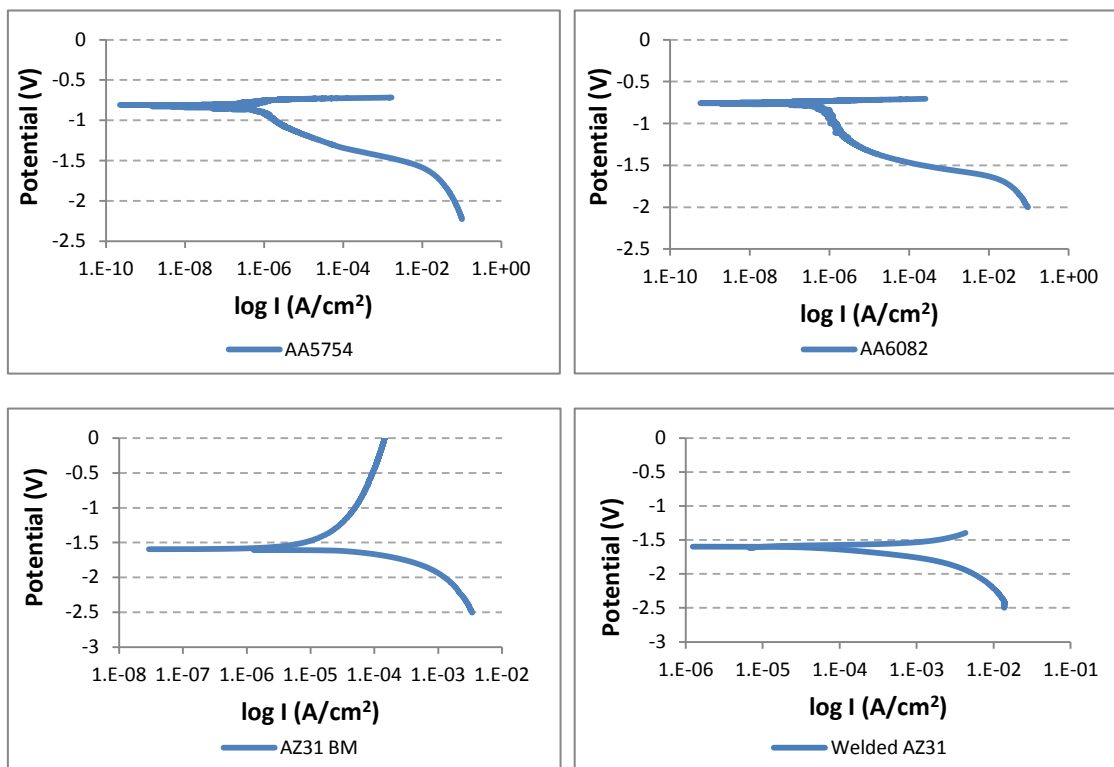 0
-0.5
-1
-1.5
-2
-2.5
Potential (V)
1.E-10 1.E-08 1.E-06 1.E-04 1.E-02 1.E+00
log I (A/cm²)
AA5754
0
-0.5
-1
-1.5
-2
-2.5
Potential (V)
1.E-10 1.E-08 1.E-06 1.E-04 1.E-02 1.E+00
log I (A/cm²)
AA6082
0
-0.5
-1
-1.5
-2
-2.5
-3
Potential (V)
1.E-08 1.E-07 1.E-06 1.E-05 1.E-04 1.E-03 1.E-02
log I (A/cm²)
AZ31 BM
0
-0.5
-1
-1.5
-2
-2.5
-3
Potential (V)
1.E-06 1.E-05 1.E-04 1.E-03 1.E-02 1.E-01
log I (A/cm²)
Welded AZ31